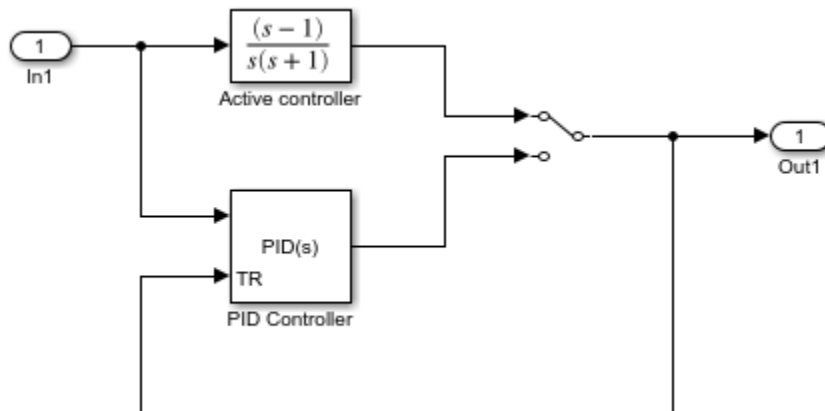 1
In1
(s − 1)
s(s + 1)
Active controller
1
Out1
PID(s)
TR
PID Controller